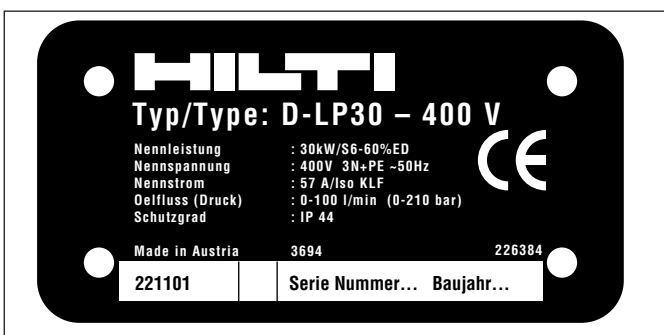 HILTI
Typ/Type: D-LP30 – 400 V
Nennleistung : 30kW/S6-60%ED
Nennspannung : 400V 3N+PE ~50Hz
Nennstrom : 57 A/Iso KLF
Oelfluss (Druck) : 0-100 l/min (0-210 bar)
Schutzgrad : IP 44
CE
Made in Austria 3694 226384
221101 Serie Nummer... Baujahr...